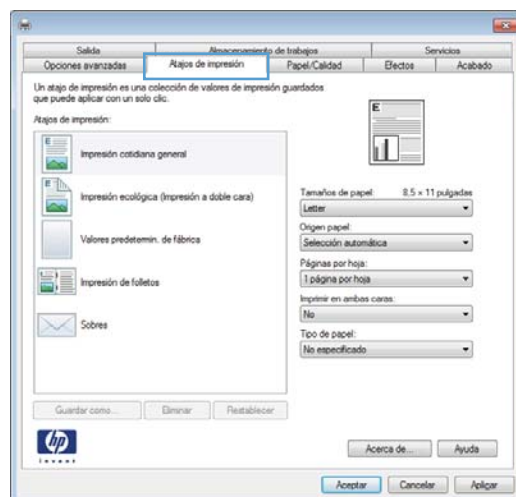 Salida Almacenamiento de trabajos Servicios
Opciones avanzadas Atajos de impresión Papel/Calidad Efectos Acabado
Un atajo de impresión es una colección de valores de impresión guardados
que puede aplicar con un solo clic.
Atajos de impresión:
Impresión cotidiana general
Impresión ecológica (Impresión a doble cara)
Valores predetermin. de fábrica
Impresión de folletos
Sobres
E
E
E
Tamaños de papel: 8,5 × 11 pulgadas
Letter
Origen papel:
Selección automática
Páginas por hoja:
1 página por hoja
Imprimir en ambas caras:
No
Tipo de papel:
No especificado
Guardar como... Eliminar Restablecer
hp
invent
Acerca de... Ayuda
Aceptar Cancelar Aplicar